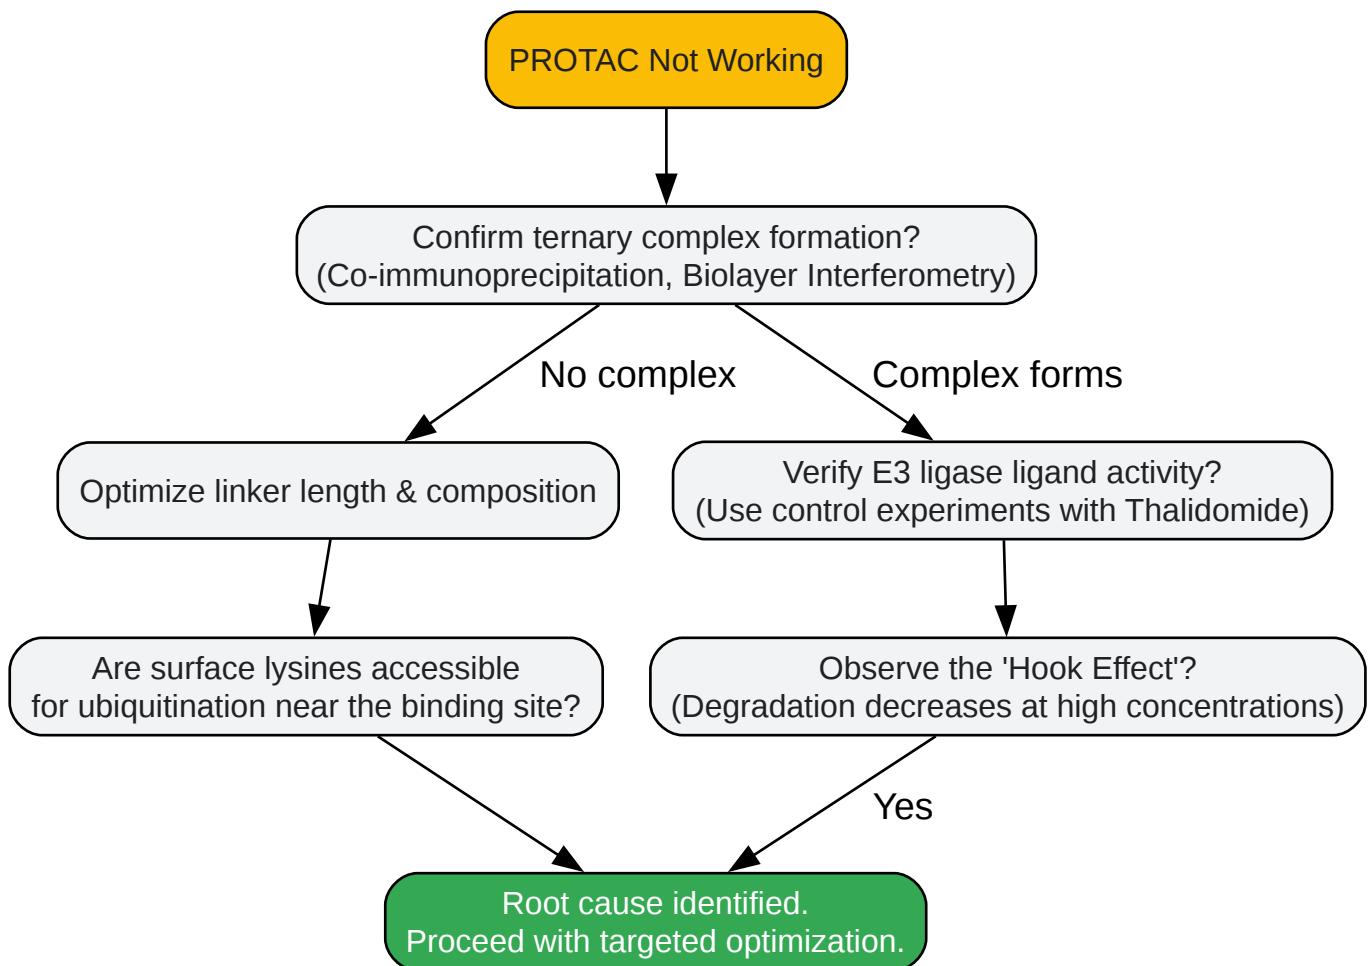 PROTAC Not Working
Confirm ternary complex formation?
(Co-immunoprecipitation, Biolayer Interferometry)
No complex
Complex forms
Optimize linker length & composition
Verify E3 ligase ligand activity?
(Use control experiments with Thalidomide)
Are surface lysines accessible
for ubiquitination near the binding site?
Observe the 'Hook Effect'?
(Degradation decreases at high concentrations)
Yes
Root cause identified.
Proceed with targeted optimization.